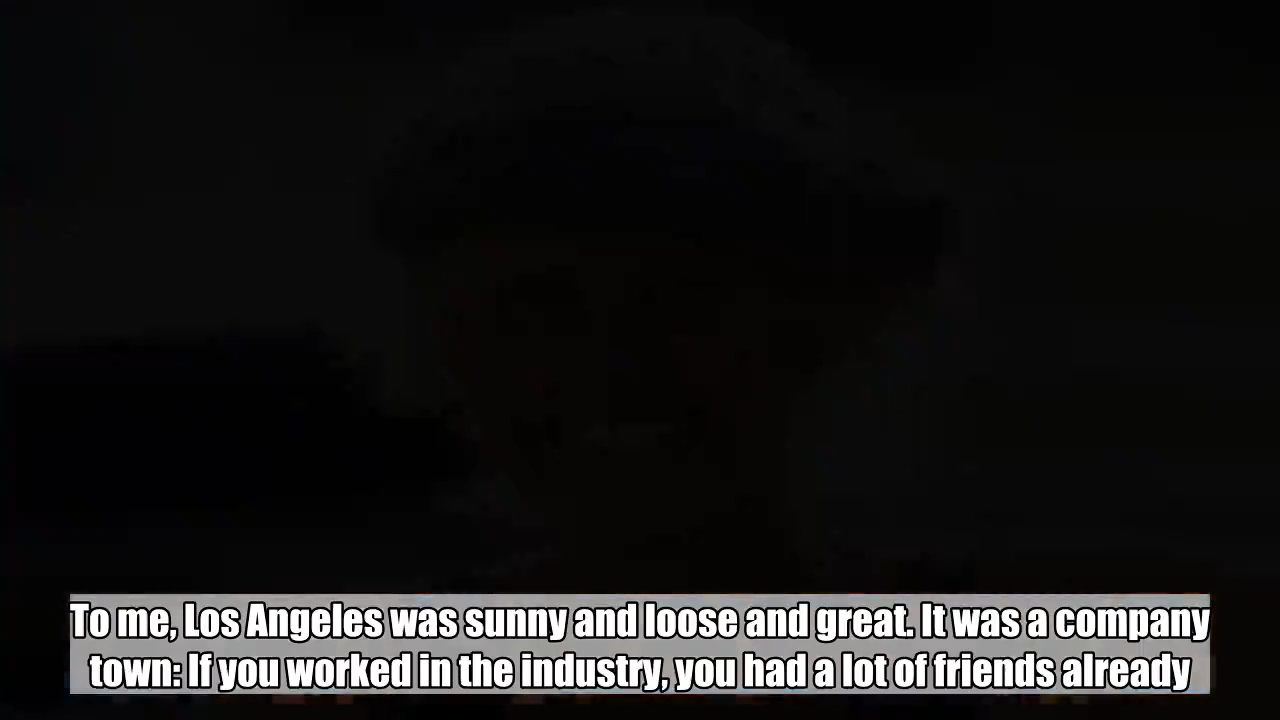 To me, Los Angeles was sunny and loose and great. It was a company
town: If you worked in the industry, you had a lot of friends already